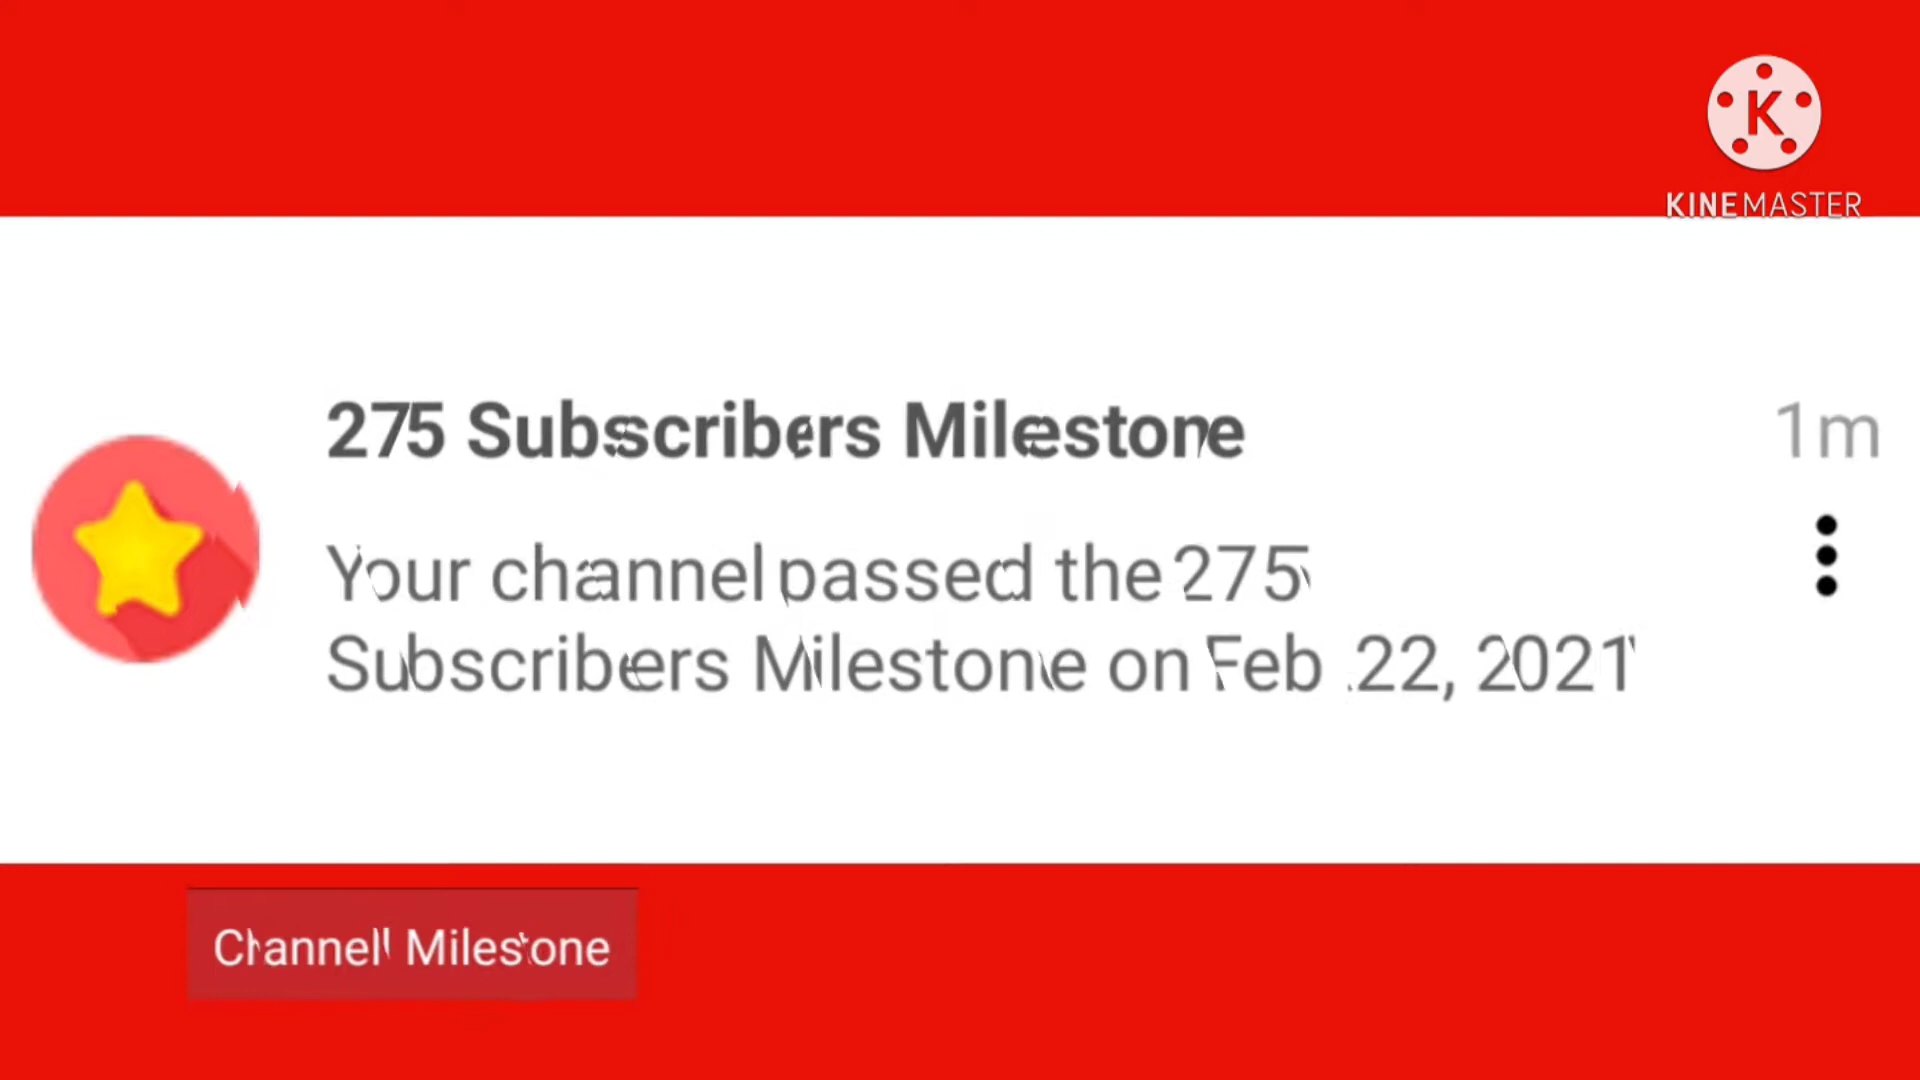 K
KINEMASTER
275 Subscribers Milestone
1m
Your channel passed the 275
Subscribers Milestone on Feb 22, 2021
Channel Milestone